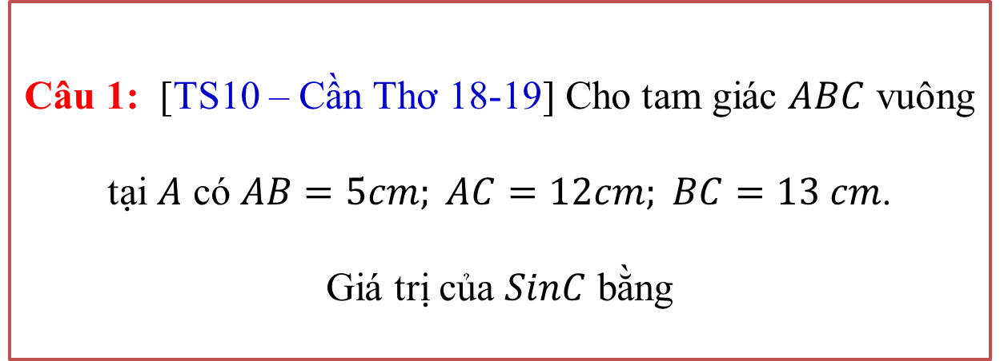 Câu 1: [TS10 – Cần Thơ 18-19] Cho tam giác ABC vuông
tại A có AB = 5cm; AC = 12cm; BC = 13 cm.
Giá trị của SinC bằng